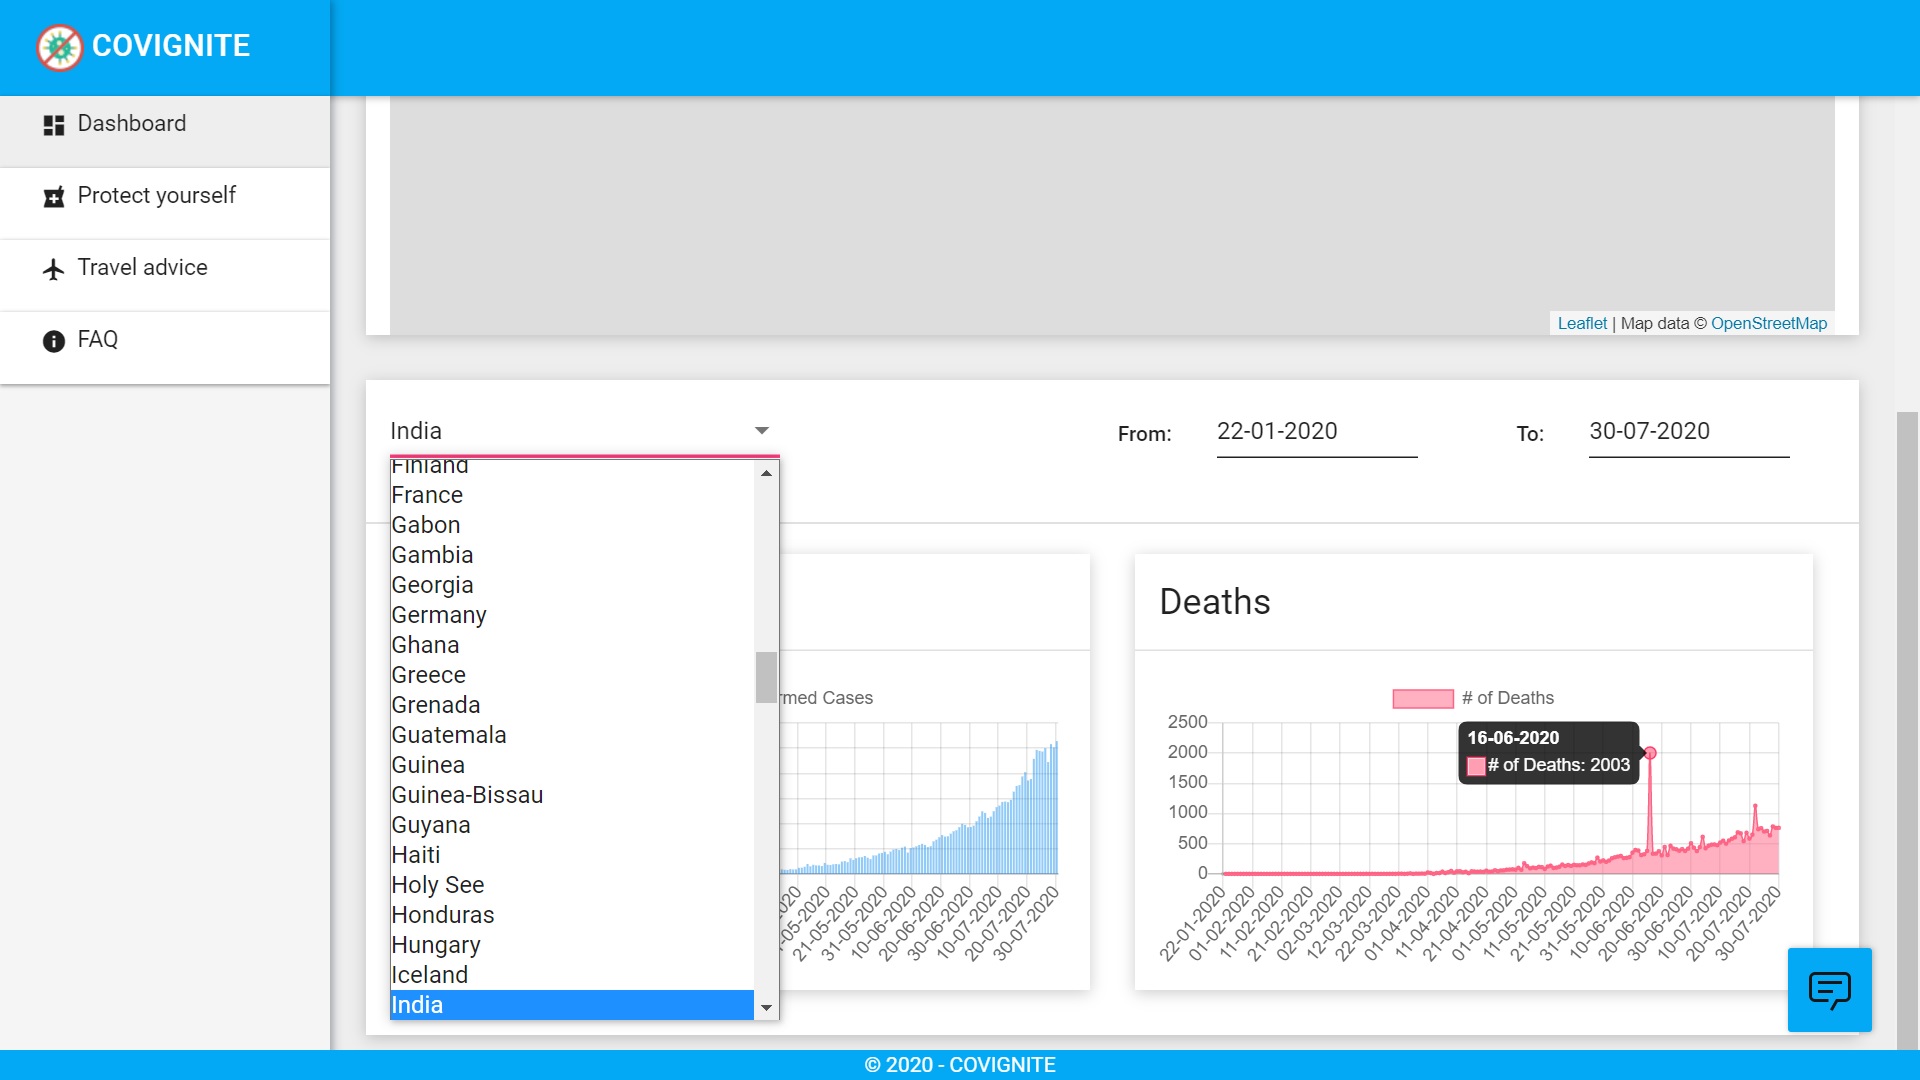 COVIGNITE
Dashboard
Protect yourself
Travel advice
FAQ
Leaflet | Map data © OpenStreetMap
India
From: 22-01-2020 To: 30-07-2020
Finland
France
Gabon
Gambia
Georgia
Germany
Ghana
Greece
Grenada
Guatemala
Guinea
Guinea-Bissau
Guyana
Haiti
Holy See
Honduras
Hungary
Iceland
India
rmed Cases
-05-2020
21-05-2020
31-05-2020
10-06-2020
20-06-2020
30-06-2020
10-07-2020
20-07-2020
30-07-2020
Deaths
# of Deaths
2500
2000
1500
1000
500
0
16-06-2020
# of Deaths: 2003
22-01-2020
01-02-2020
11-02-2020
21-02-2020
02-03-2020
12-03-2020
22-03-2020
01-04-2020
11-04-2020
21-04-2020
01-05-2020
11-05-2020
21-05-2020
31-05-2020
10-06-2020
20-06-2020
30-06-2020
10-07-2020
20-07-2020
30-07-2020
© 2020 - COVIGNITE